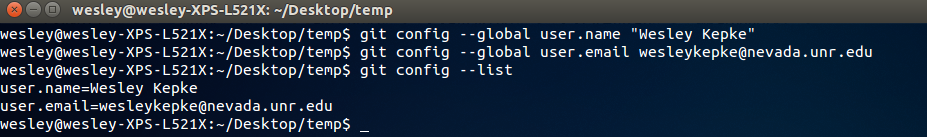 wesley@wesley-XPS-L521X: ~/Desktop/temp
wesley@wesley-XPS-L521X:~/Desktop/temp$ git config --global user.name "Wesley Kepke"
wesley@wesley-XPS-L521X:~/Desktop/temp$ git config --global user.email wesleykepke@nevada.unr.edu
wesley@wesley-XPS-L521X:~/Desktop/temp$ git config --list
user.name=Wesley Kepke
user.email=wesleykepke@nevada.unr.edu
wesley@wesley-XPS-L521X:~/Desktop/temp$ _